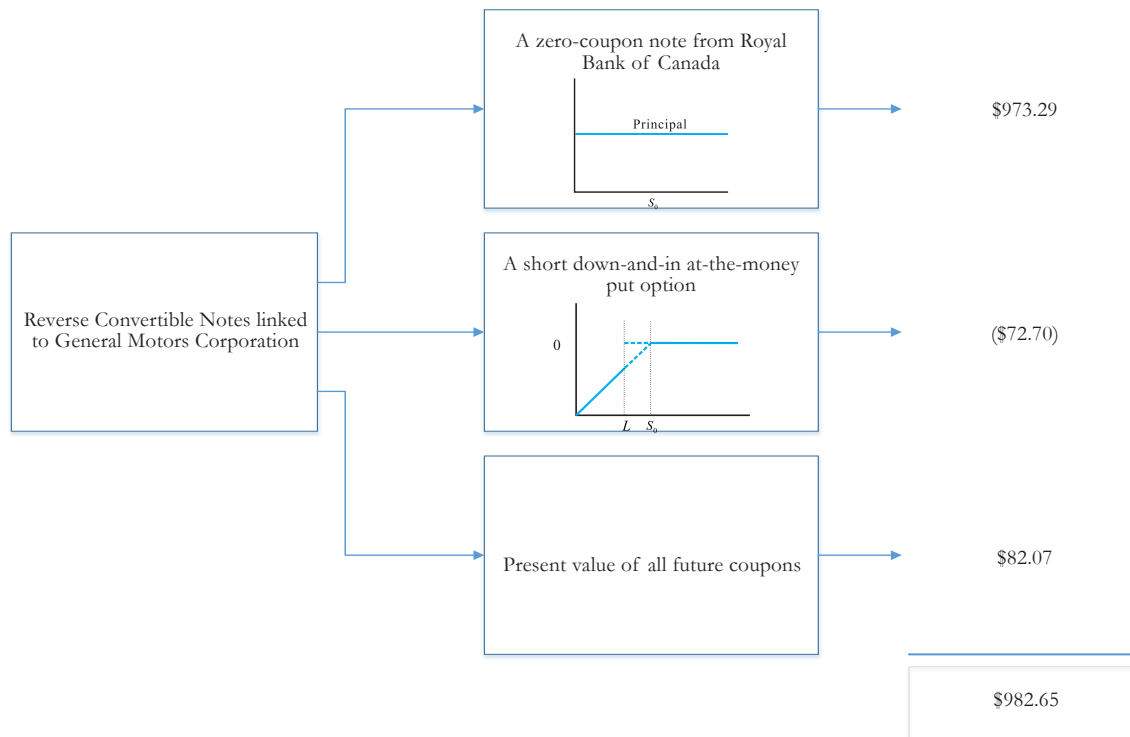 A zero-coupon note from Royal
Bank of Canada
Principal
S₀
$973.29
Reverse Convertible Notes linked
to General Motors Corporation
A short down-and-in at-the-money
put option
0
L S₀
($72.70)
Present value of all future coupons
$82.07
$982.65